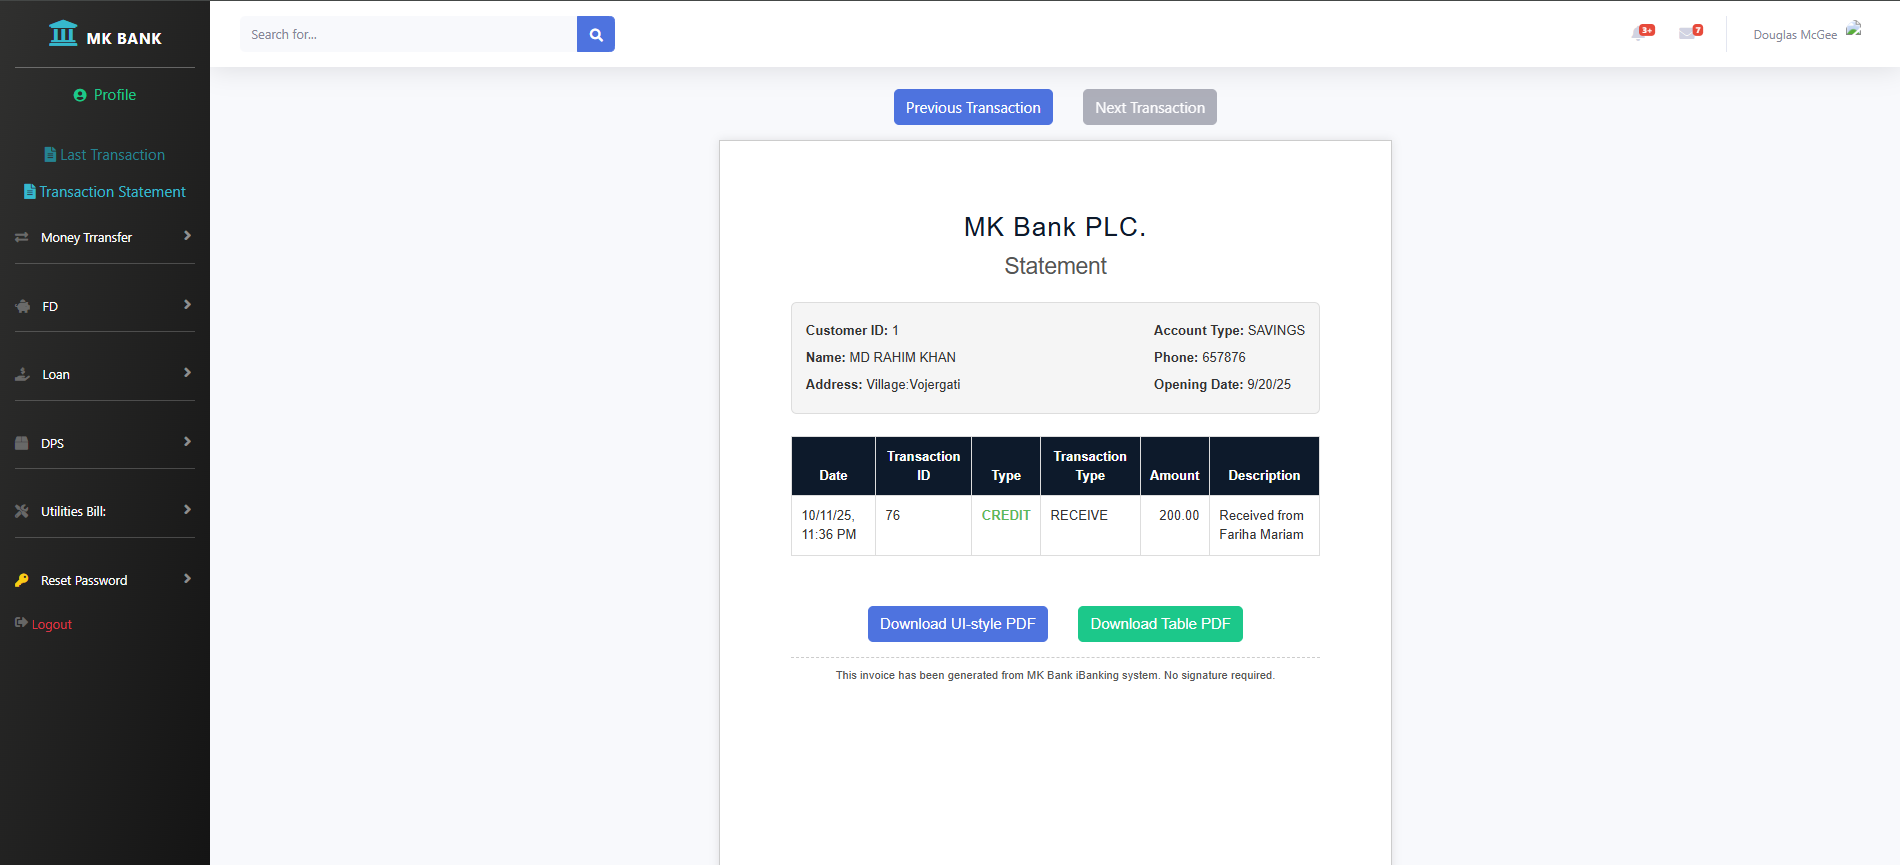 MK BANK
Search for...
3+
7
Douglas McGee
Profile
Last Transaction
Transaction Statement
Money Trransfer
FD
Loan
DPS
Utilities Bill:
Reset Password
Logout
Previous Transaction
Next Transaction
MK Bank PLC.
Statement
Customer ID: 1
Name: MD RAHIM KHAN
Address: Village:Vojergati
Account Type: SAVINGS
Phone: 657876
Opening Date: 9/20/25
Date
Transaction
ID
Type
Transaction
Type
Amount
Description
10/11/25,
11:36 PM
76
CREDIT
RECEIVE
200.00
Received from
Fariha Mariam
Download UI-style PDF
Download Table PDF
This invoice has been generated from MK Bank iBanking system. No signature required.